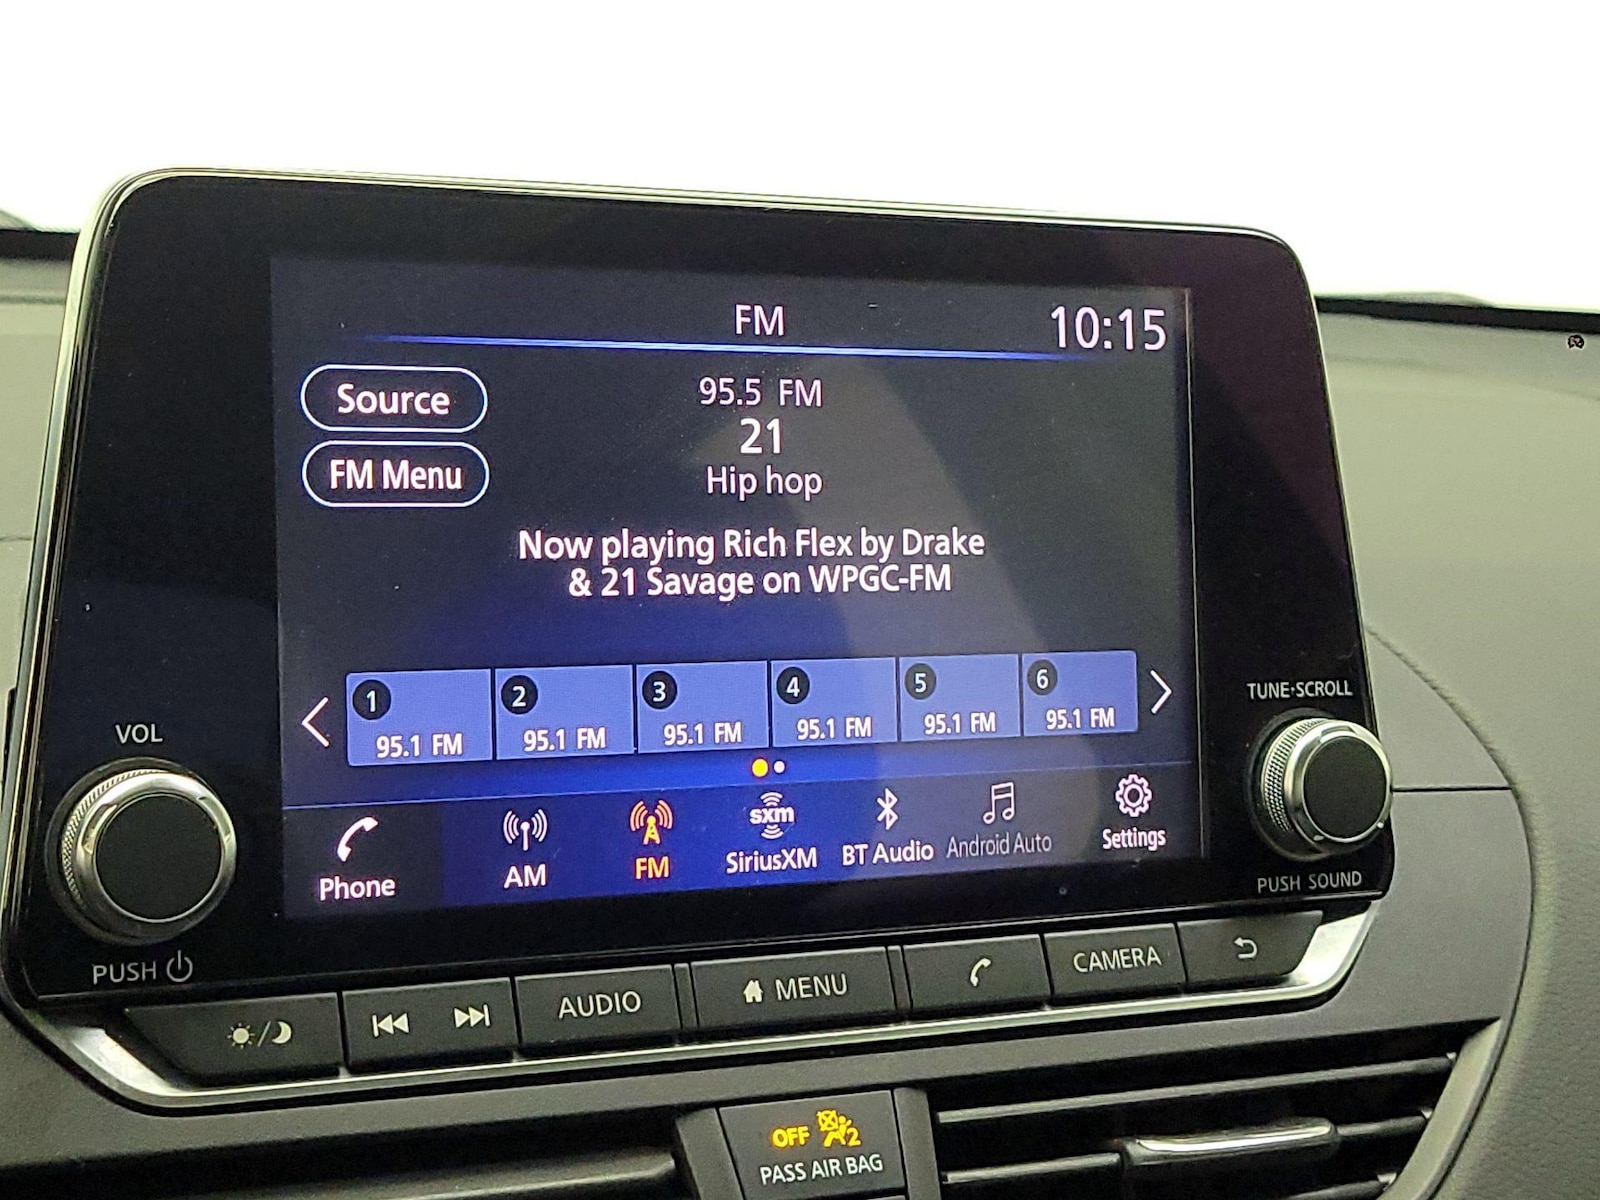 FM
10:15
Source
95.5 FM
21
FM Menu
Hip hop
Now playing Rich Flex by Drake
& 21 Savage on WPGC-FM
1
95.1 FM
2
95.1 FM
3
95.1 FM
4
95.1 FM
5
95.1 FM
6
95.1 FM
VOL
TUNE·SCROLL
Phone
AM
FM
sxm
SiriusXM
BT Audio
Android Auto
Settings
PUSH
PUSH SOUND
AUDIO
MENU
CAMERA
OFF 2
PASS AIR BAG